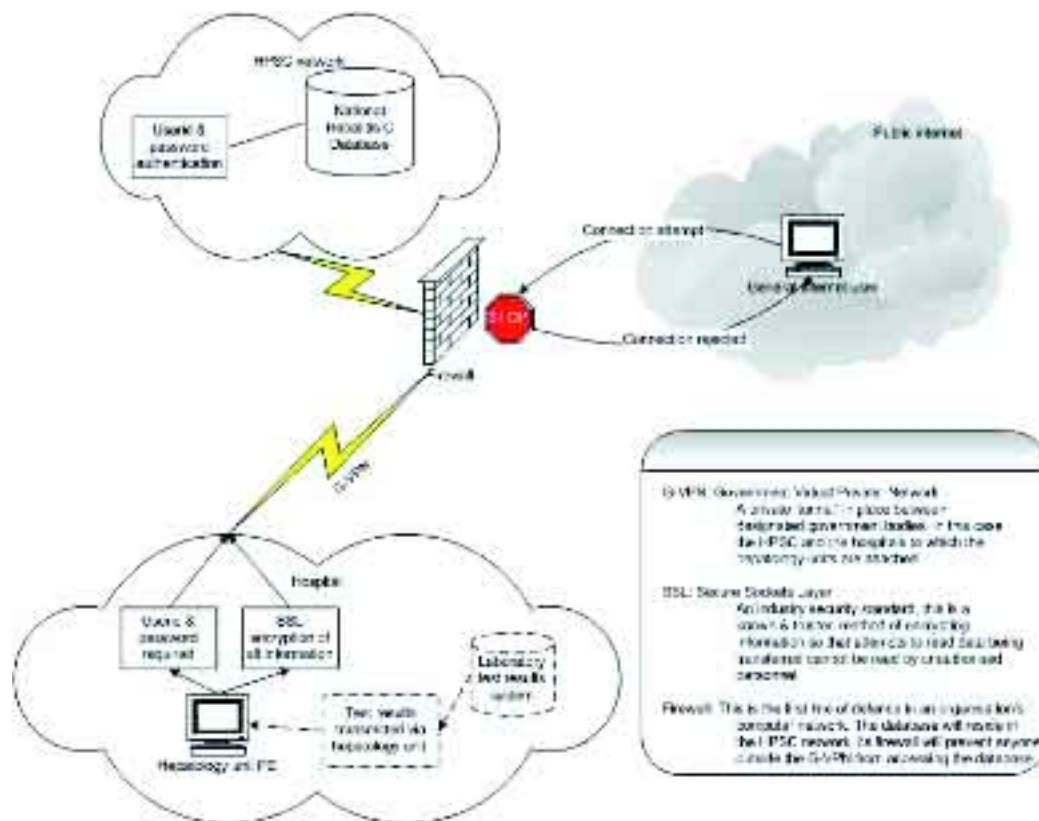 HPSC network
National
Hepatitis C
Database
Userid &
password
authentication
Public internet
Connection attempt
General internet user
STOP
Connection rejected
Firewall
G-VPN
Hospital
Userid &
password
required
SSL
encryption of
all information
Laboratory
test results
system
Test results
transmitted via
hepatology unit
Hepatology unit PC
G-VPN: Government Virtual Private Network
A private "tunnel" in place between
designated government bodies, in this case
the HPSC and the hospitals to which the
hepatology units are attached
SSL: Secure Sockets Layer
An industry security standard, this is a
known & trusted method of encrypting
information so that attempts to read data being
transferred cannot be read by unauthorised
personnel
Firewall: This is the first line of defence in an organisation's
computer network. The database will reside in
the HPSC network, its firewall will prevent anyone
outside the G-VPN from accessing the database